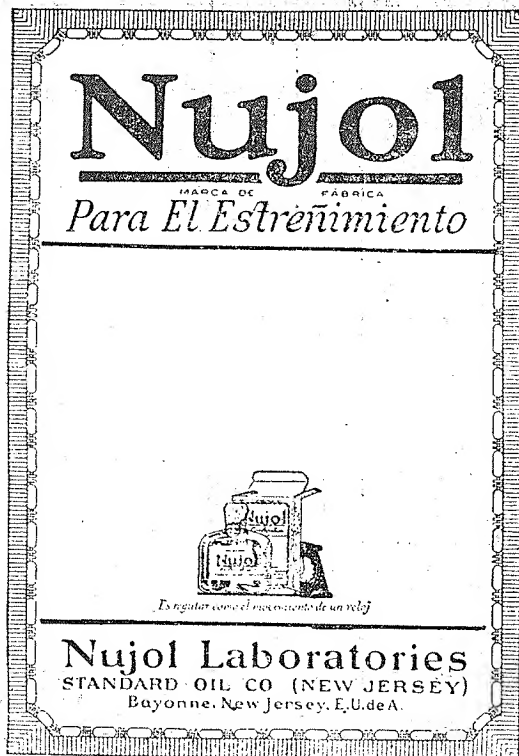 Nujol
MARCA DE FÁBRICA
Para El Estreñimiento
Nujol
Nujol
Es regular como el movimiento de un reloj
Nujol Laboratories
STANDARD OIL CO (NEW JERSEY)
Bayonne, New Jersey, E.U.de A.